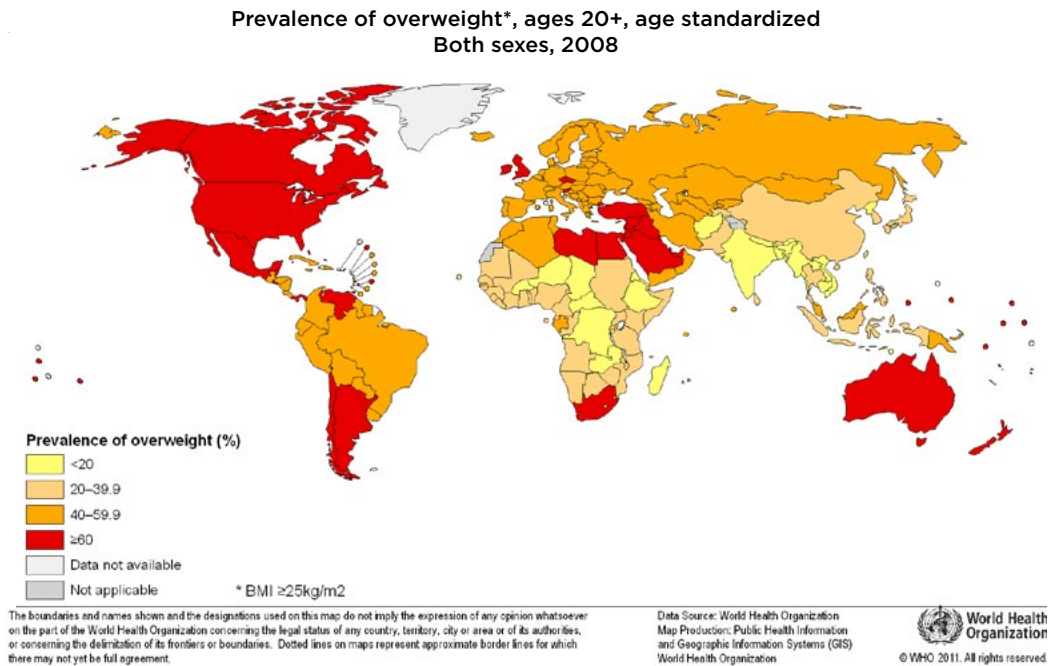 Prevalence of overweight*, ages 20+, age standardized
Both sexes, 2008
Prevalence of overweight (%)
<20
20–39.9
40–59.9
≥60
Data not available
Not applicable
* BMI ≥25kg/m2
The boundaries and names shown and the designations used on this map do not imply the expression of any opinion whatsoever
on the part of the World Health Organization concerning the legal status of any country, territory, city or area or of its authorities,
or concerning the delimitation of its frontiers or boundaries. Dotted lines on maps represent approximate border lines for which
there may not yet be full agreement.
Data Source: World Health Organization
Map Production: Public Health Information
and Geographic Information Systems (GIS)
World Health Organization
World Health
Organization
© WHO 2011. All rights reserved.